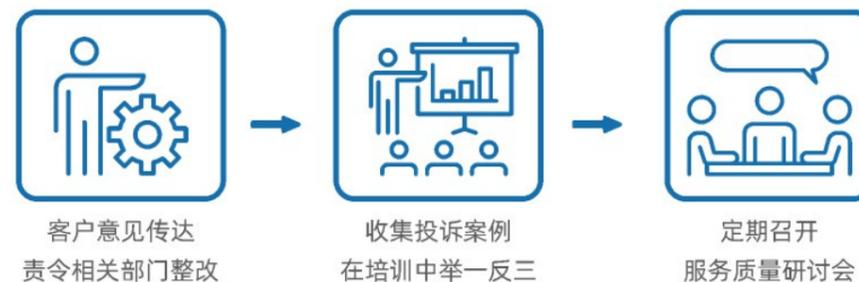 客户意见传达
责令相关部门整改
收集投诉案例
在培训中举一反三
定期召开
服务质量研讨会